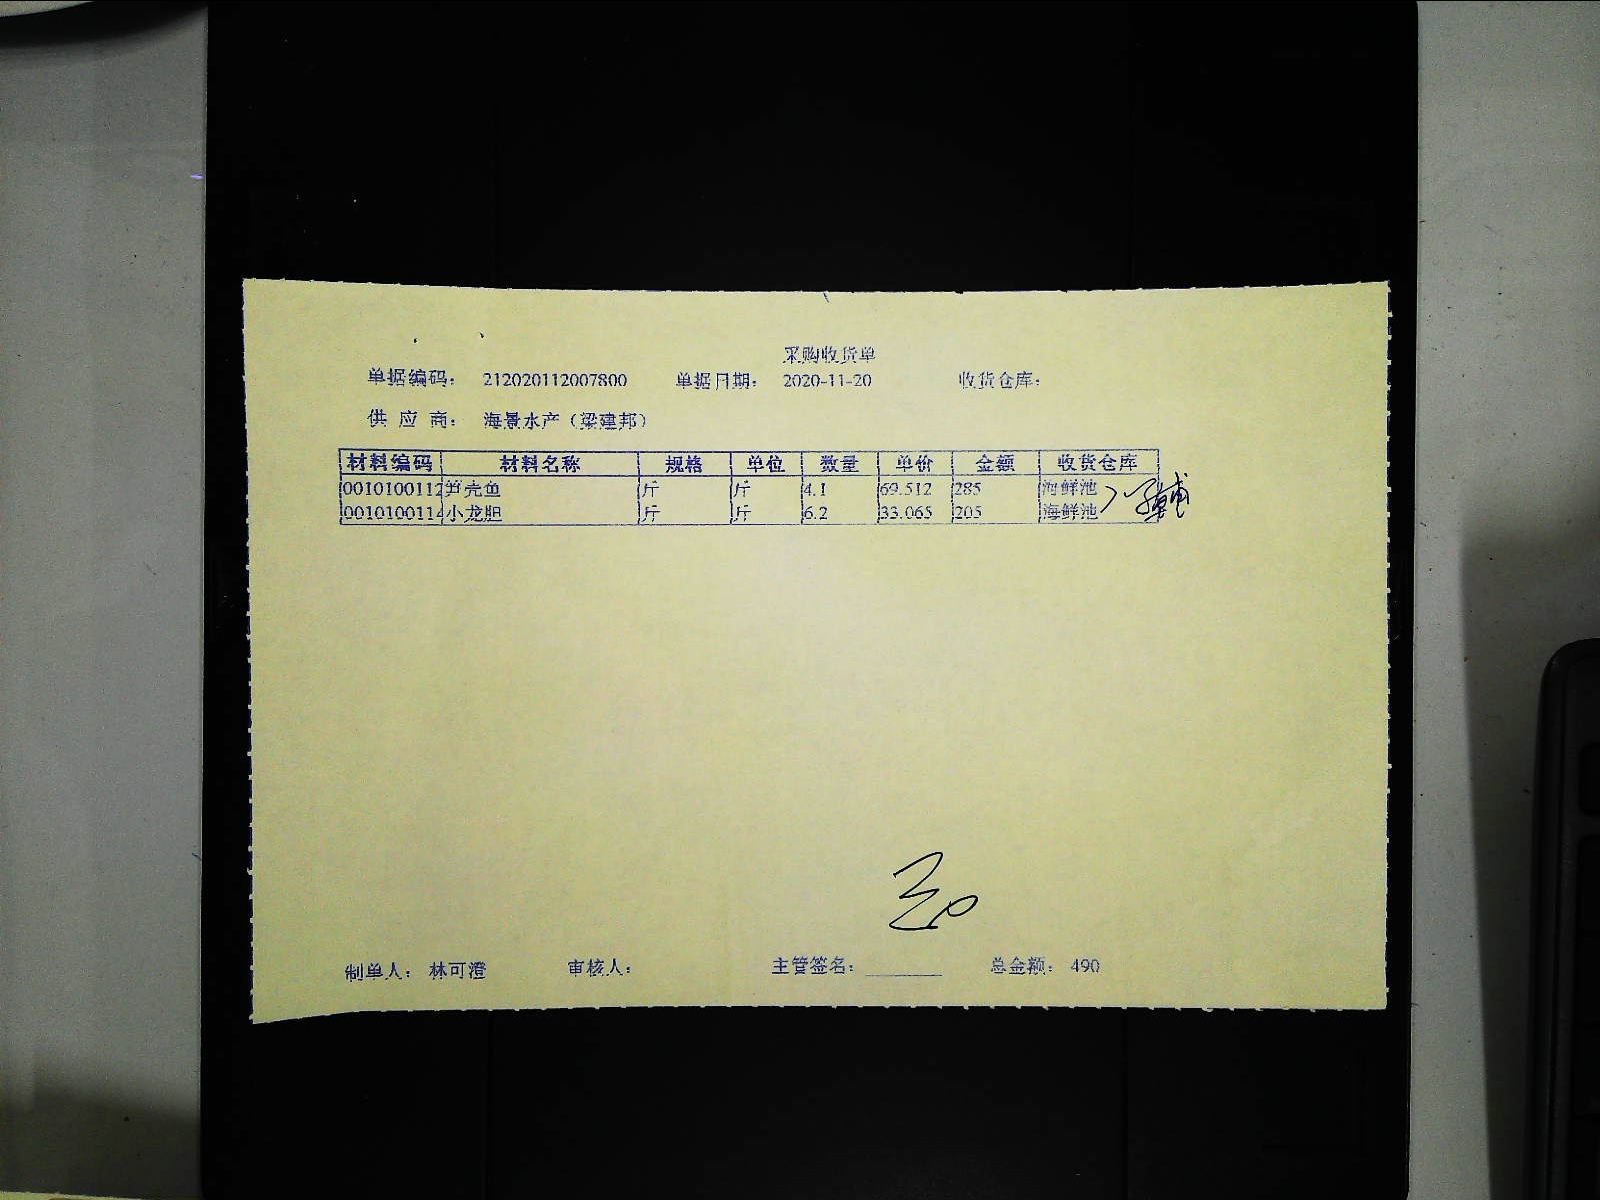 采购收货单
单据编码： 212020112007800 单据日期： 2020-11-20 收货仓库：
供 应 商： 海景水产（梁建邦）
材料编码 材料名称 规格 单位 数量 单价 金额 收货仓库
0010100112 笋壳鱼 斤 斤 4.1 69.512 285 海鲜池
0010100114 小龙胆 斤 斤 6.2 33.065 205 海鲜池
制单人： 林可澄 审核人： 主管签名： 总金额： 490